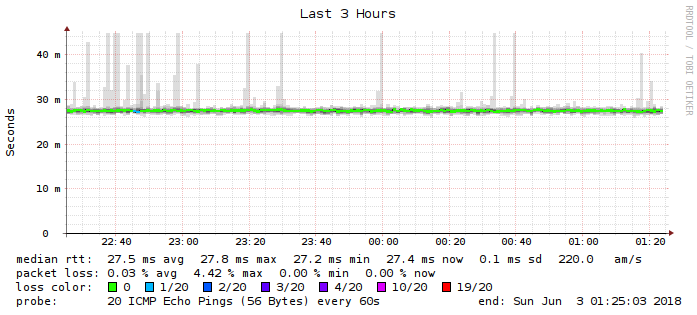 Last 3 Hours
RRDTOOL / TOBI OETIKER
Seconds
40 m
30 m
20 m
10 m
0
22:40 23:00 23:20 23:40 00:00 00:20 00:40 01:00 01:20
median rtt: 27.5 ms avg 27.8 ms max 27.2 ms min 27.4 ms now 0.1 ms sd 220.0 am/s
packet loss: 0.03 % avg 4.42 % max 0.00 % min 0.00 % now
loss color: 0 1/20 2/20 3/20 4/20 10/20 19/20
probe: 20 ICMP Echo Pings (56 Bytes) every 60s end: Sun Jun 3 01:25:03 2018